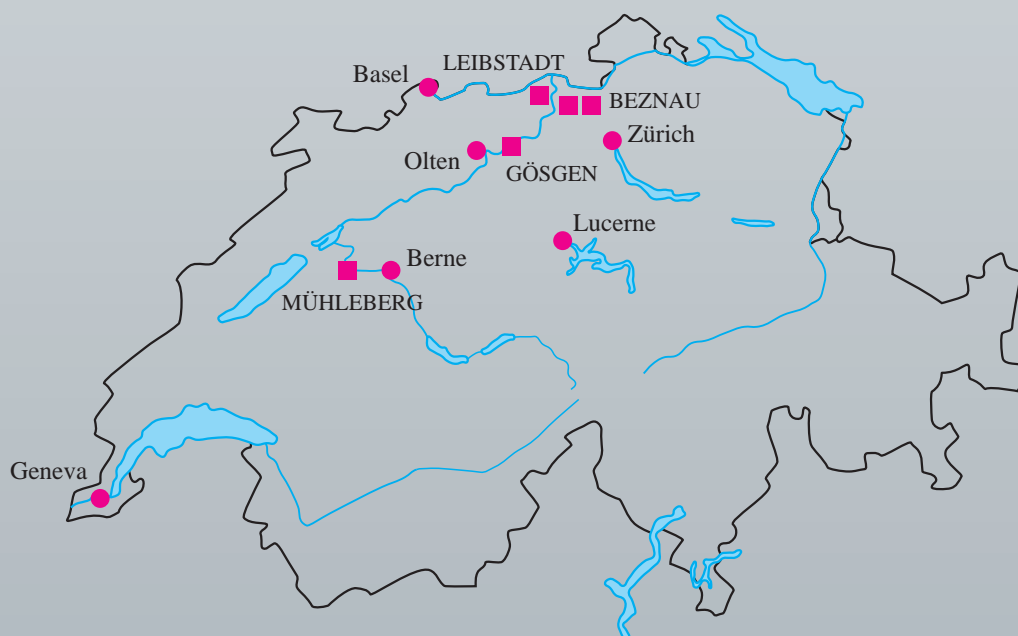 LEIBSTADT
Basel
BEZNAU
Zürich
Olten
GÖSGEN
Lucerne
Berne
MÜHLEBERG
Geneva